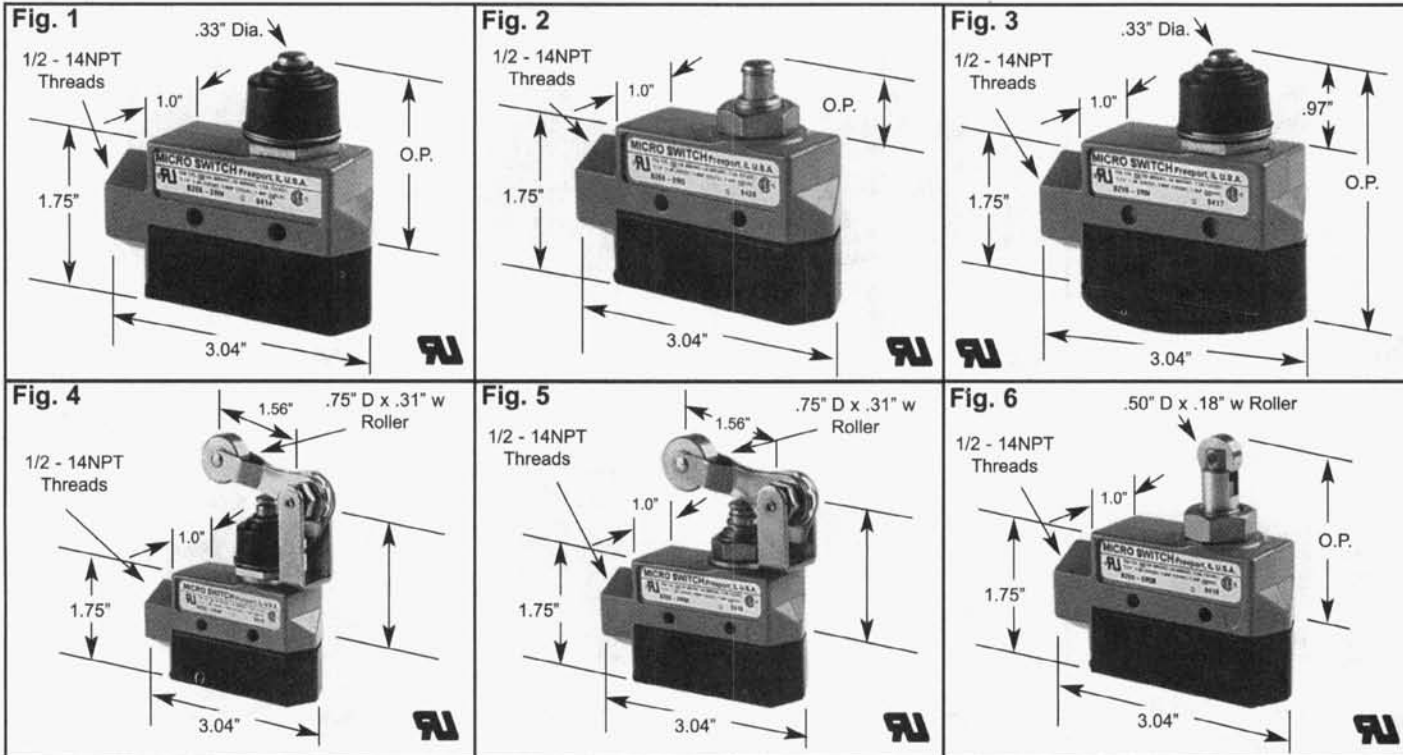 Fig. 1
.33" Dia.
1/2 - 14NPT
Threads
1.0"
O.P.
1.75"
MICRO SWITCH Freeport, IL U.S.A.
3.04"
Fig. 2
1/2 - 14NPT
Threads
1.0"
O.P.
1.75"
MICRO SWITCH Freeport, IL U.S.A.
3.04"
Fig. 3
.33" Dia.
1/2 - 14NPT
Threads
1.0"
.97"
O.P.
1.75"
MICRO SWITCH Freeport, IL U.S.A.
3.04"
Fig. 4
1.56"
.75" D x .31" w
Roller
1/2 - 14NPT
Threads
1.0"
1.75"
MICRO SWITCH Freeport, IL U.S.A.
3.04"
Fig. 5
1.56"
.75" D x .31" w
Roller
1/2 - 14NPT
Threads
1.0"
1.75"
MICRO SWITCH Freeport, IL U.S.A.
3.04"
Fig. 6
.50" D x .18" w Roller
1/2 - 14NPT
Threads
1.0"
O.P.
1.75"
MICRO SWITCH Freeport, IL U.S.A.
3.04"